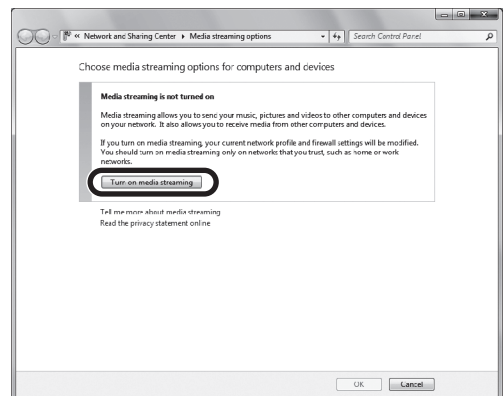 « Network and Sharing Center ▸ Media streaming options
Search Control Panel
Choose media streaming options for computers and devices
Media streaming is not turned on
Media streaming allows you to send your music, pictures and videos to other computers and devices
on your network. It also allows you to receive media from other computers and devices.
If you turn on media streaming, your current network profile and firewall settings will be modified.
You should turn on media streaming only on networks that you trust, such as home or work
networks.
Turn on media streaming
Tell me more about media streaming
Read the privacy statement online
OK
Cancel